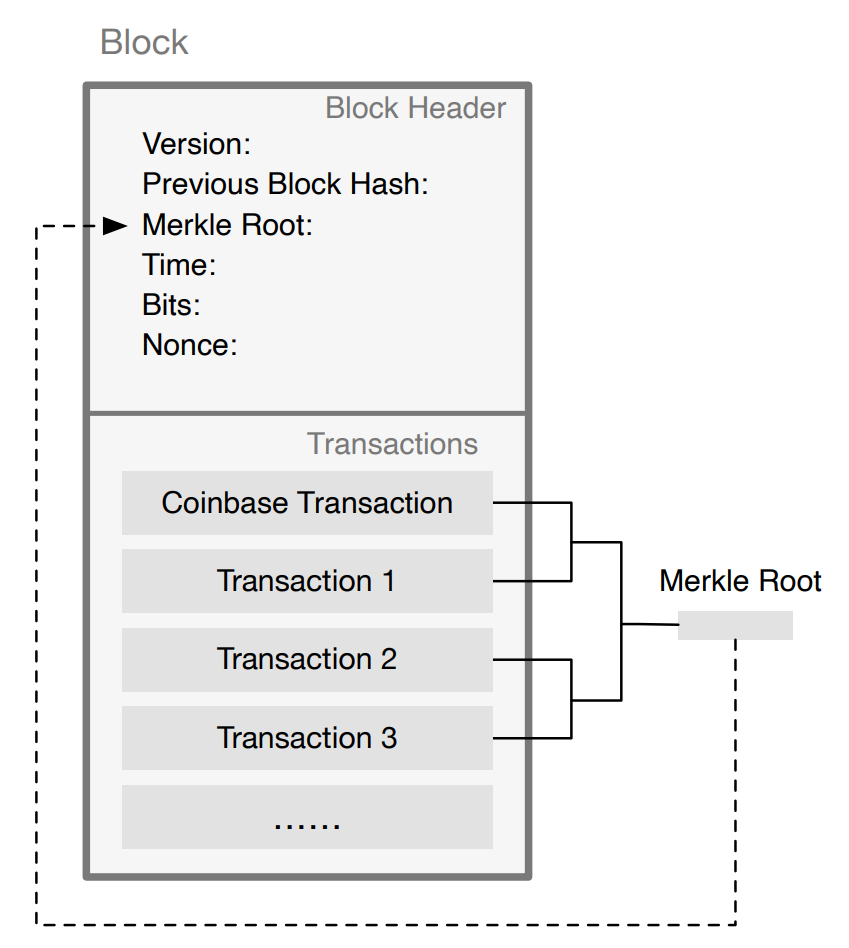 Block
Block Header
Version:
Previous Block Hash:
Merkle Root:
Time:
Bits:
Nonce:
Transactions
Coinbase Transaction
Transaction 1
Merkle Root
Transaction 2
Transaction 3
......